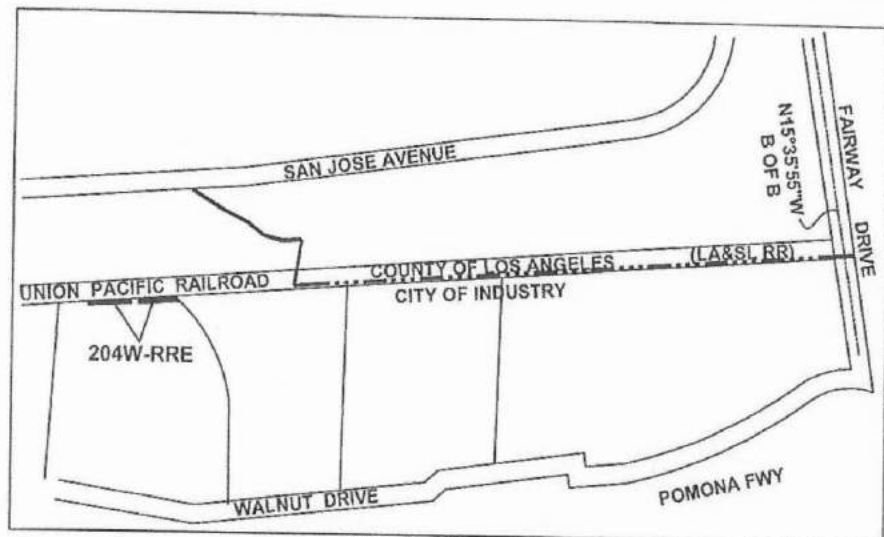 SAN JOSE AVENUE
FAIRWAY DRIVE
N15°35'55"W
B OF B
UNION PACIFIC RAILROAD
COUNTY OF LOS ANGELES
(LA&SL RR)
CITY OF INDUSTRY
204W-RRE
WALNUT DRIVE
POMONA FWY